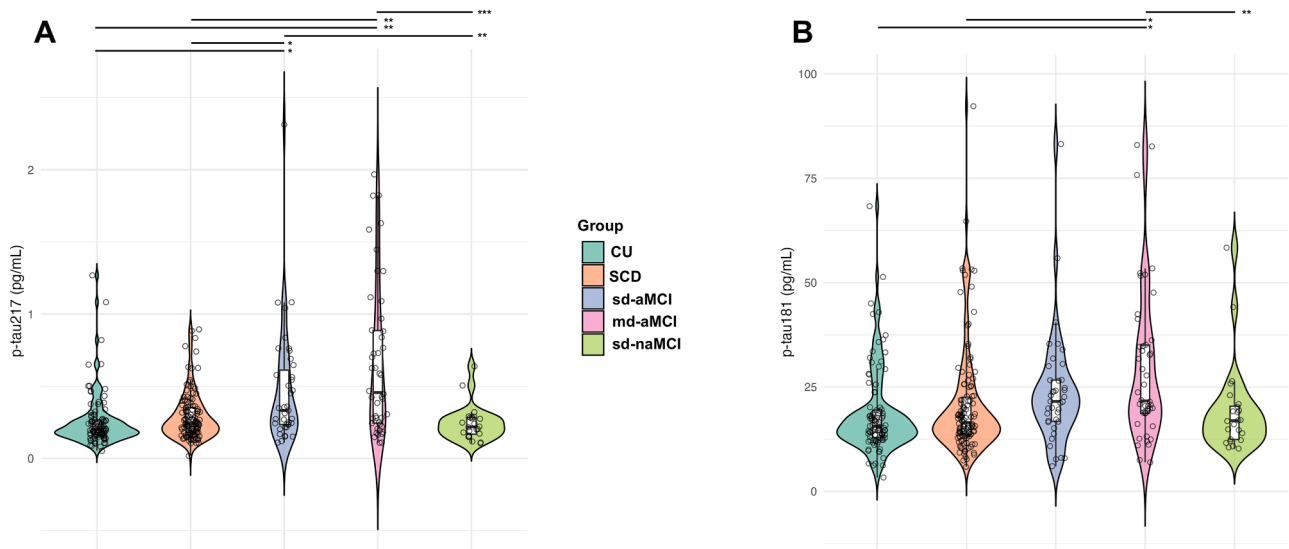 A
***
**
**
**
*
*
2
1
0
p-tau217 (pg/mL)
Group
CU
SCD
sd-aMCI
md-aMCI
sd-naMCI
B
**
*
*
100
75
50
25
0
p-tau181 (pg/mL)